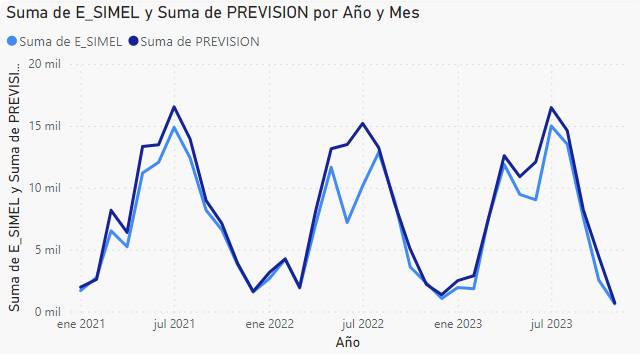 Suma de E_SIMEL y Suma de PREVISION por Año y Mes
Suma de E_SIMEL Suma de PREVISION
20 mil
15 mil
10 mil
5 mil
0 mil
Suma de E_SIMEL y Suma de PREVISI...
ene 2021 jul 2021 ene 2022 jul 2022 ene 2023 jul 2023
Año